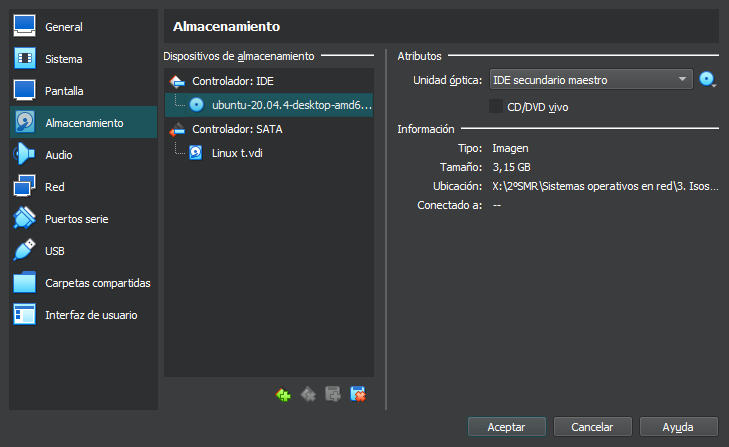 General
Sistema
Pantalla
Almacenamiento
Audio
Red
Puertos serie
USB
Carpetas compartidas
Interfaz de usuario
Almacenamiento
Dispositivos de almacenamiento
Controlador: IDE
ubuntu-20.04.4-desktop-amd6...
Controlador: SATA
Linux t.vdi
Atributos
Unidad óptica: IDE secundario maestro
CD/DVD vivo
Información
Tipo: Imagen
Tamaño: 3,15 GB
Ubicación: X:\2ºSMR\Sistemas operativos en red\3. Isos...
Conectado a: --
Aceptar Cancelar Ayuda